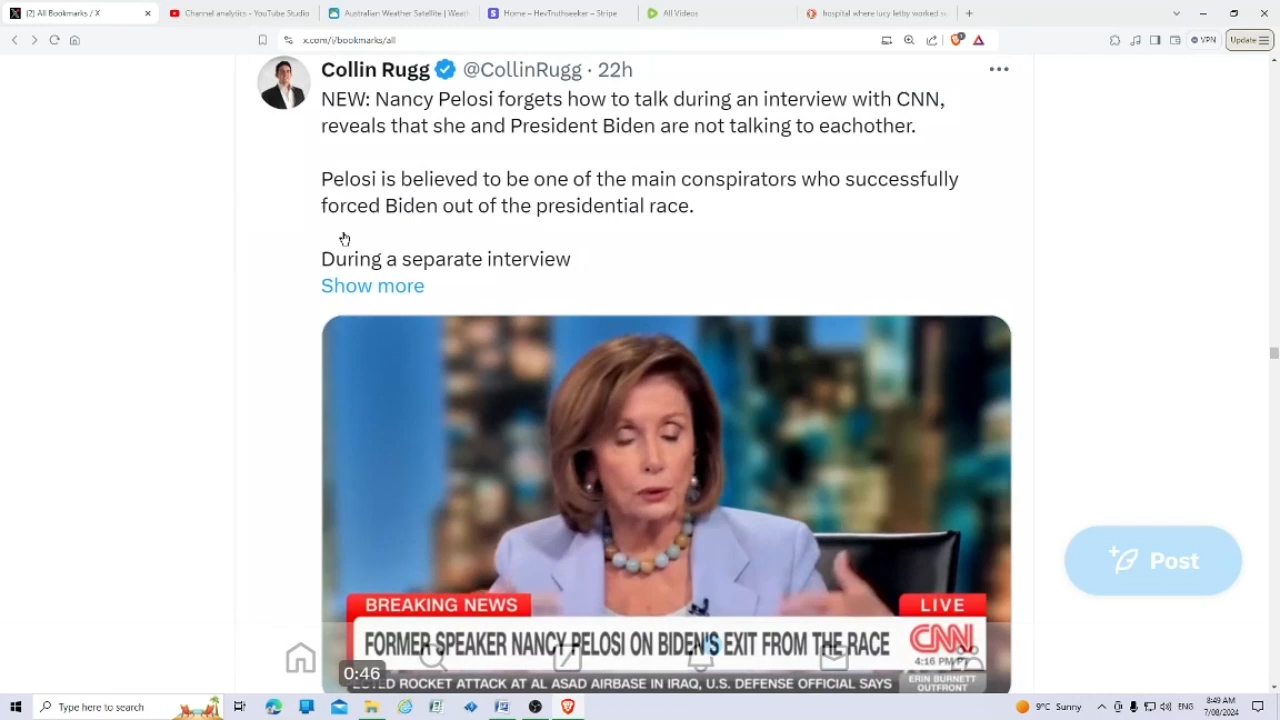 (2) All Bookmarks / X
Channel analytics - YouTube Studio
Australian Weather Satellite | Weath
Home – HevTruthseeker – Stripe
All Videos
hospital where lucy letby worked
x.com/i/bookmarks/all
VPN
Update
Collin Rugg @CollinRugg · 22h
NEW: Nancy Pelosi forgets how to talk during an interview with CNN,
reveals that she and President Biden are not talking to eachother.
Pelosi is believed to be one of the main conspirators who successfully
forced Biden out of the presidential race.
During a separate interview
Show more
Post
BREAKING NEWS
LIVE
FORMER SPEAKER NANCY PELOSI ON BIDEN'S EXIT FROM THE RACE
CNN
4:16 PM PT
0:46
ROCKET ATTACK AT AL ASAD AIRBASE IN IRAQ, U.S. DEFENSE OFFICIAL SAYS
ERIN BURNETT
OUTFRONT
Type here to search
9°C Sunny
8:49 AM
7/08/2024